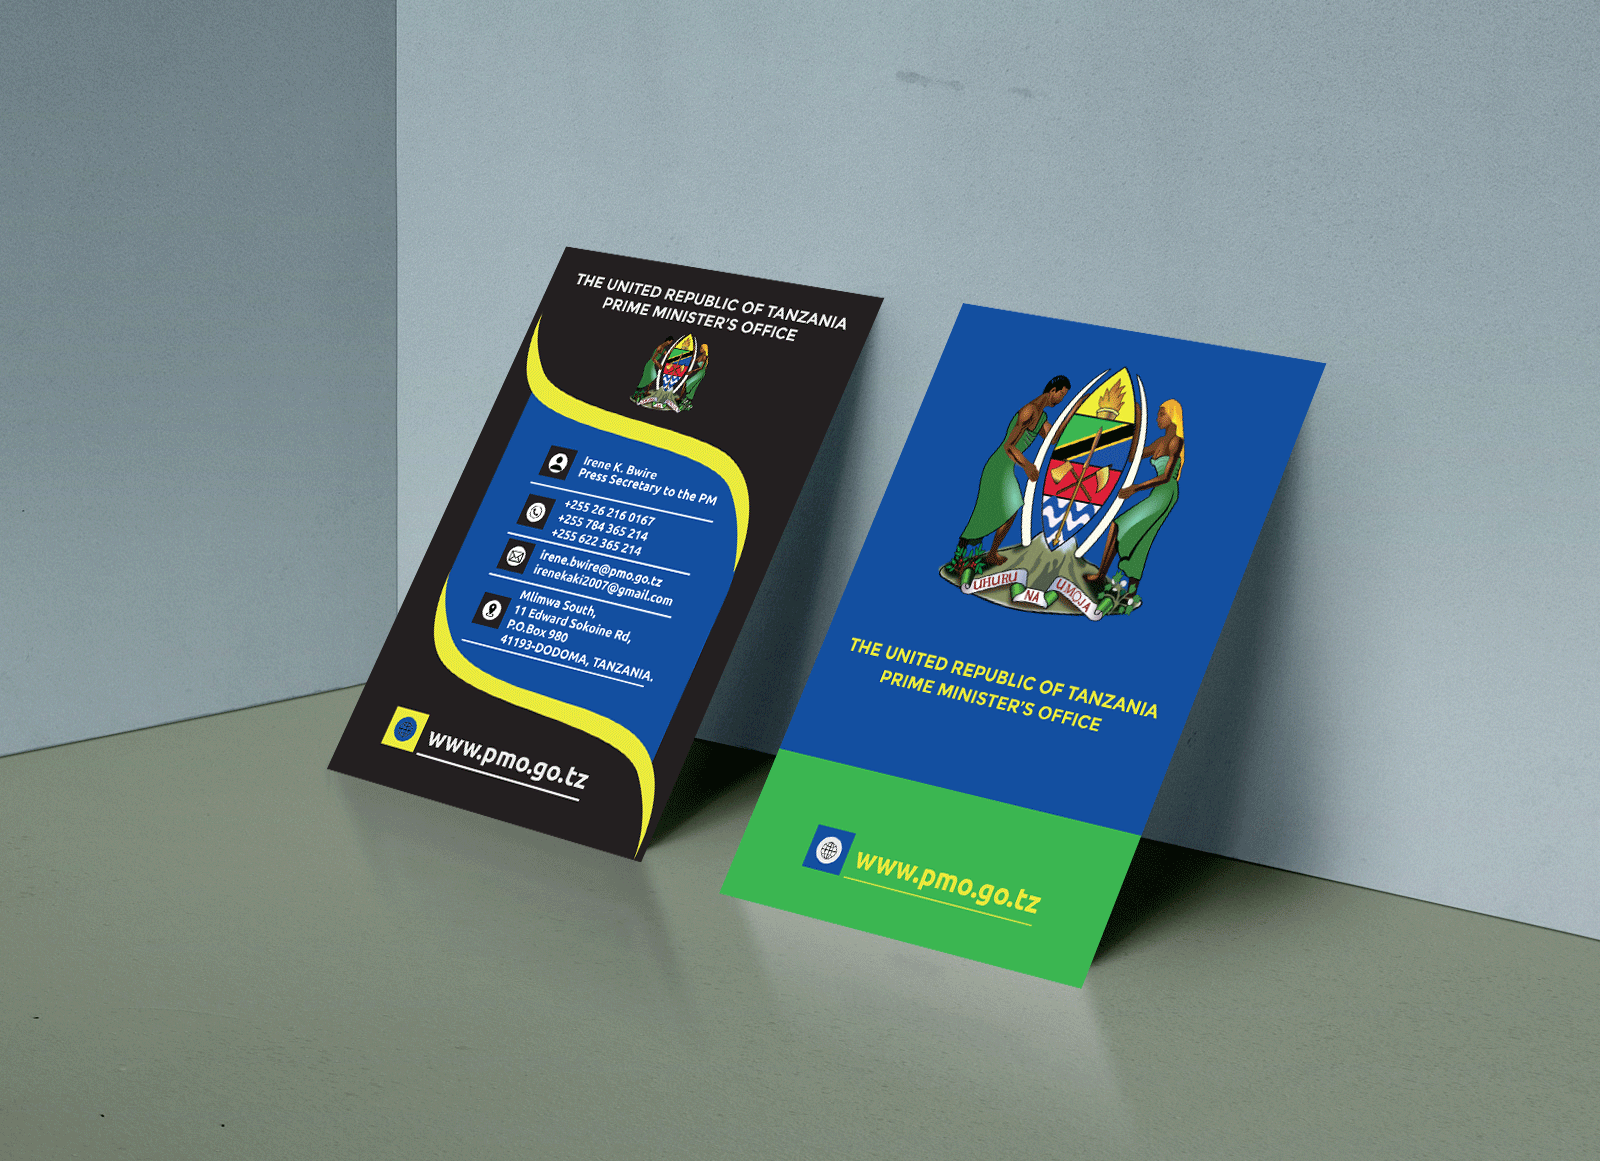 THE UNITED REPUBLIC OF TANZANIA
PRIME MINISTER'S OFFICE
Irene K. Bwire
Press Secretary to the PM
+255 26 216 0167
+255 784 365 214
+255 622 365 214
irene.bwire@pmo.go.tz
irenekaki2007@gmail.com
Mlimwa South,
11 Edward Sokoine Rd,
P.O.Box 980
41193-DODOMA, TANZANIA.
www.pmo.go.tz
UHURU
NA
UMOJA
THE UNITED REPUBLIC OF TANZANIA
PRIME MINISTER'S OFFICE
www.pmo.go.tz